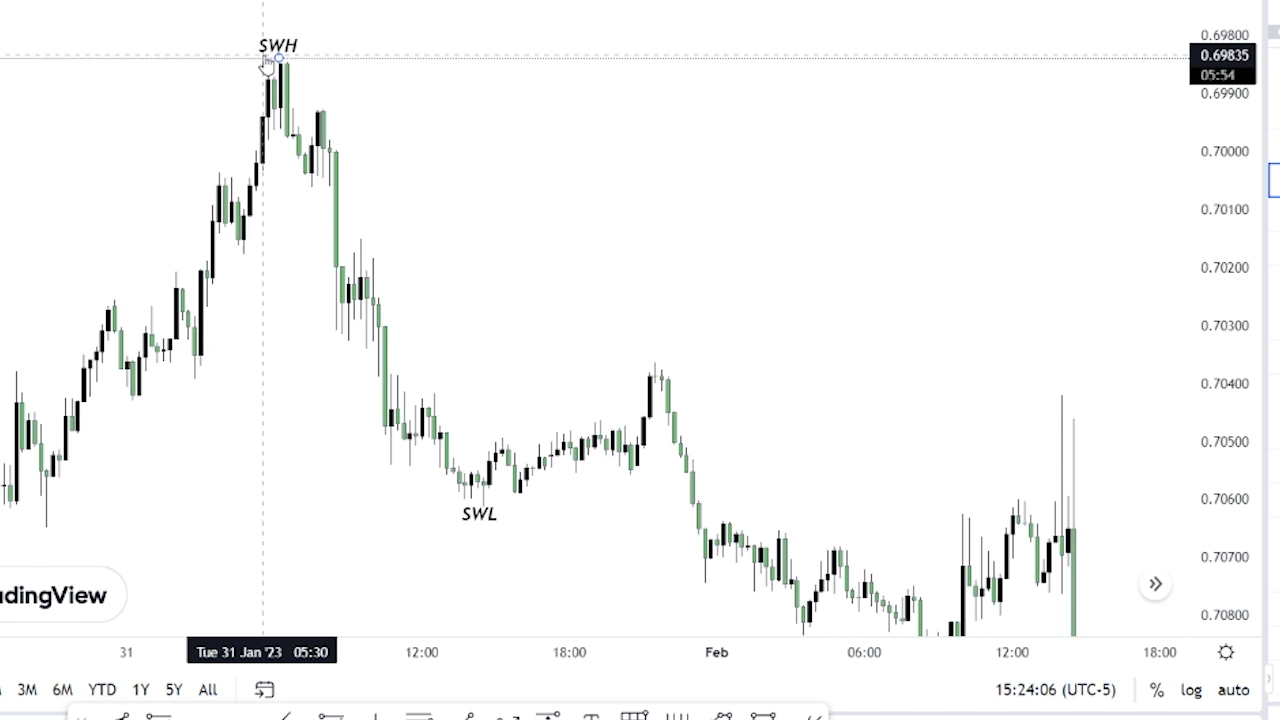 SWH
0.69800
0.69835
05:54
0.69900
0.70000
0.70100
0.70200
0.70300
0.70400
0.70500
SWL
0.70600
0.70700
adingView
0.70800
31
Tue 31 Jan '23 05:30
12:00
18:00
Feb
06:00
12:00
18:00
3M 6M YTD 1Y 5Y All
15:24:06 (UTC-5) % log auto